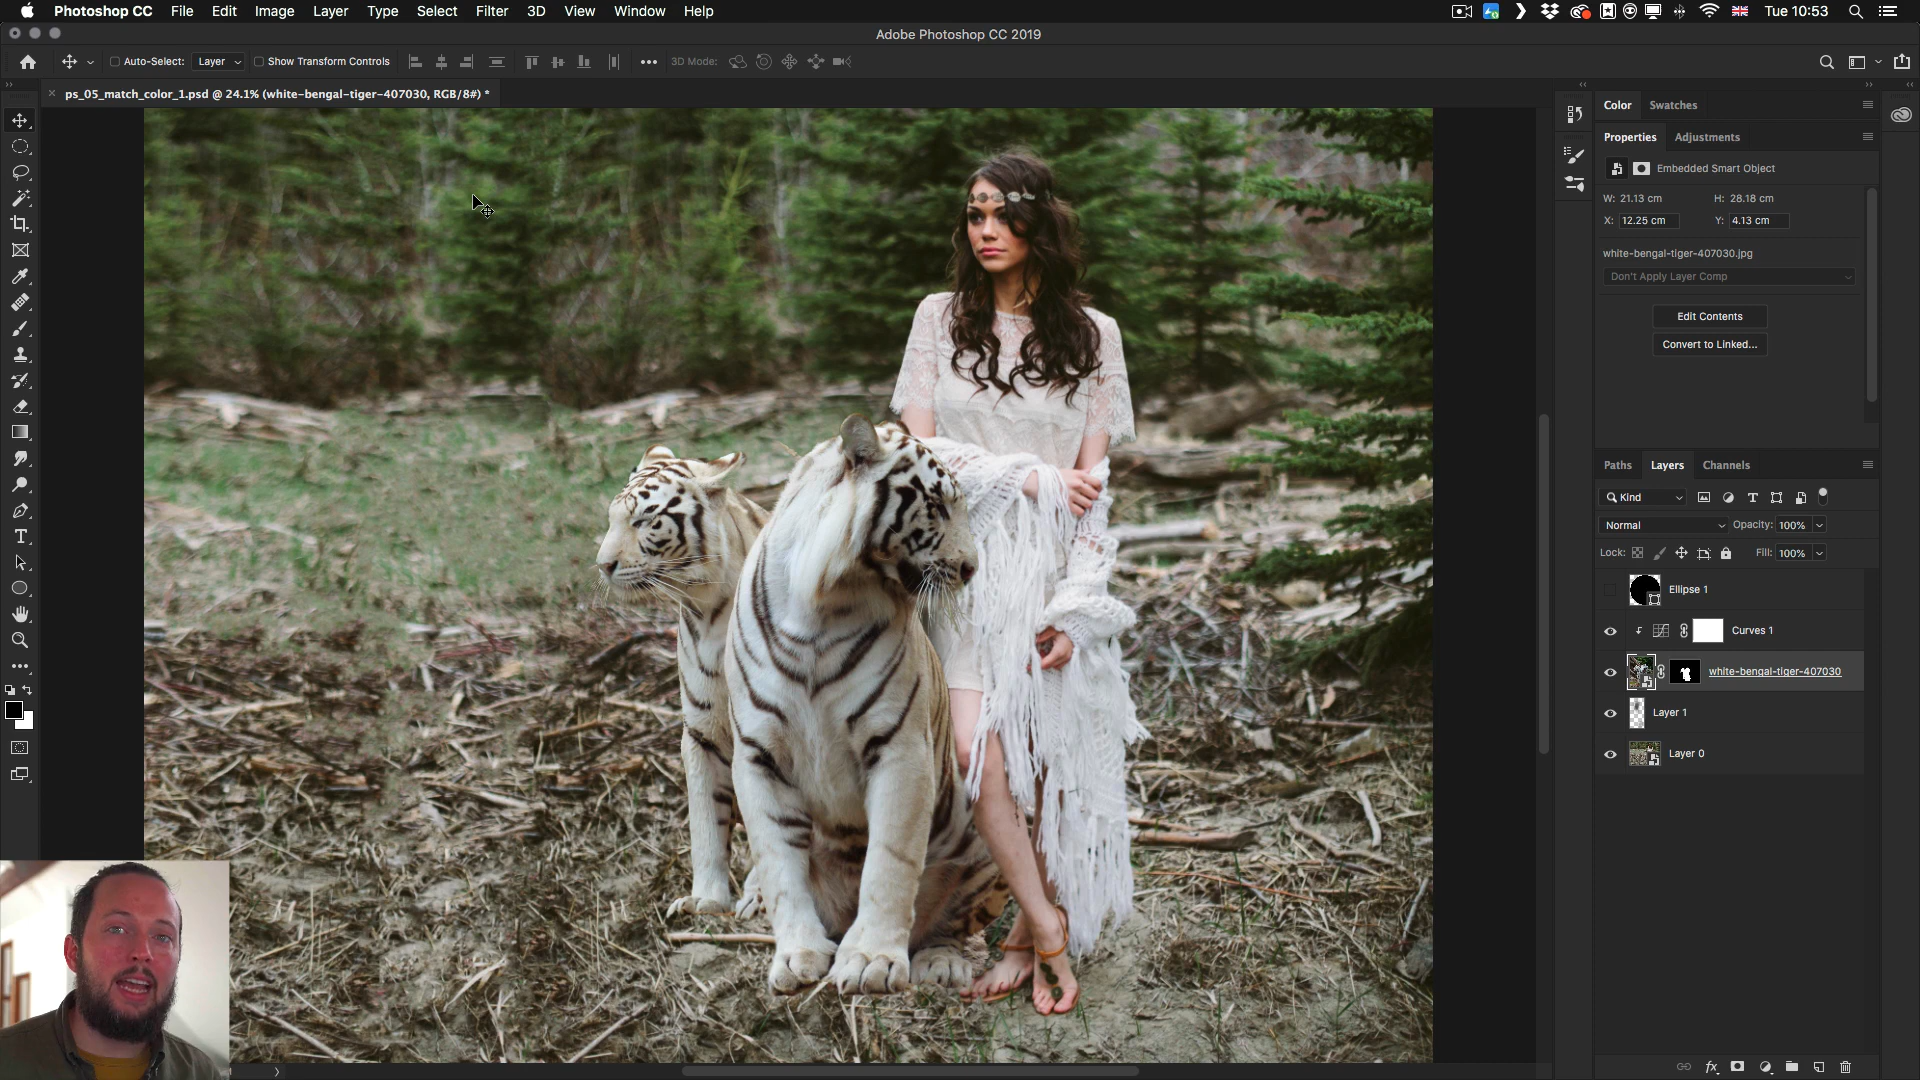 Photoshop CC File Edit Image Layer Type Select Filter 3D View Window Help Tue 10:53
Adobe Photoshop CC 2019
Auto-Select: Layer Show Transform Controls 3D Mode:
ps_05_match_color_1.psd @ 24.1% (white-bengal-tiger-407030, RGB/8#) *
Color Swatches
Properties Adjustments
Embedded Smart Object
W: 21.13 cm H: 28.18 cm
X: 12.25 cm Y: 4.13 cm
white-bengal-tiger-407030.jpg
Don't Apply Layer Comp
Edit Contents
Convert to Linked...
Paths Layers Channels
Kind
Normal Opacity: 100%
Lock: Fill: 100%
Ellipse 1
Curves 1
white-bengal-tiger-407030
Layer 1
Layer 0